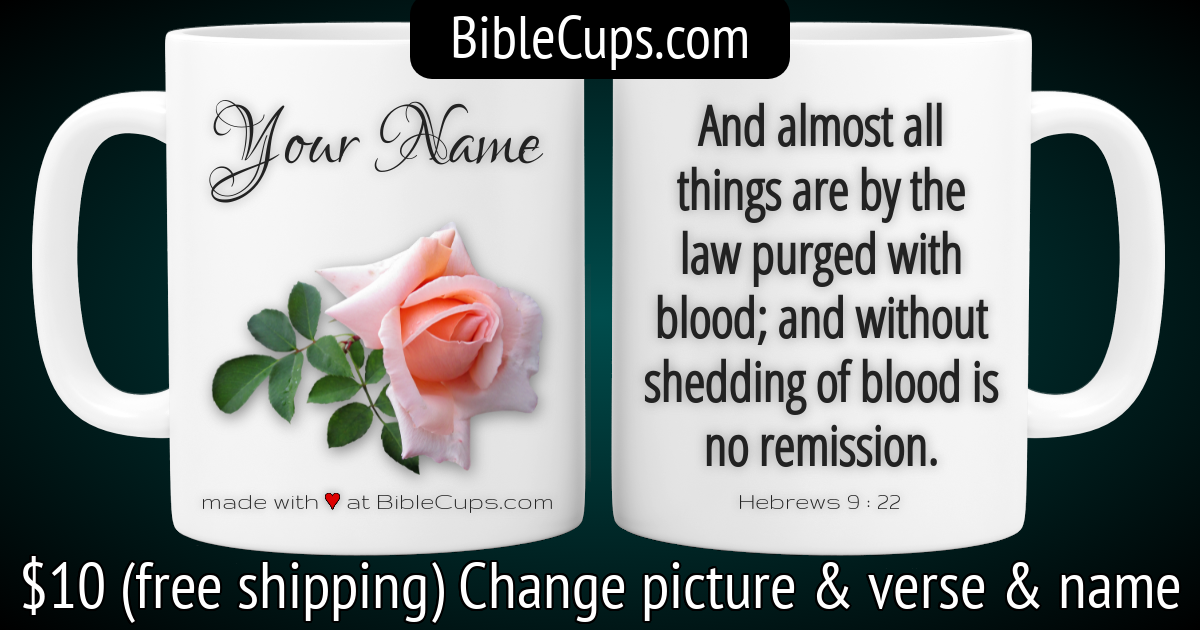 BibleCups.com
Your Name
made with ♥ at BibleCups.com
And almost all
things are by the
law purged with
blood; and without
shedding of blood is
no remission.
Hebrews 9 : 22
$10 (free shipping) Change picture & verse & name